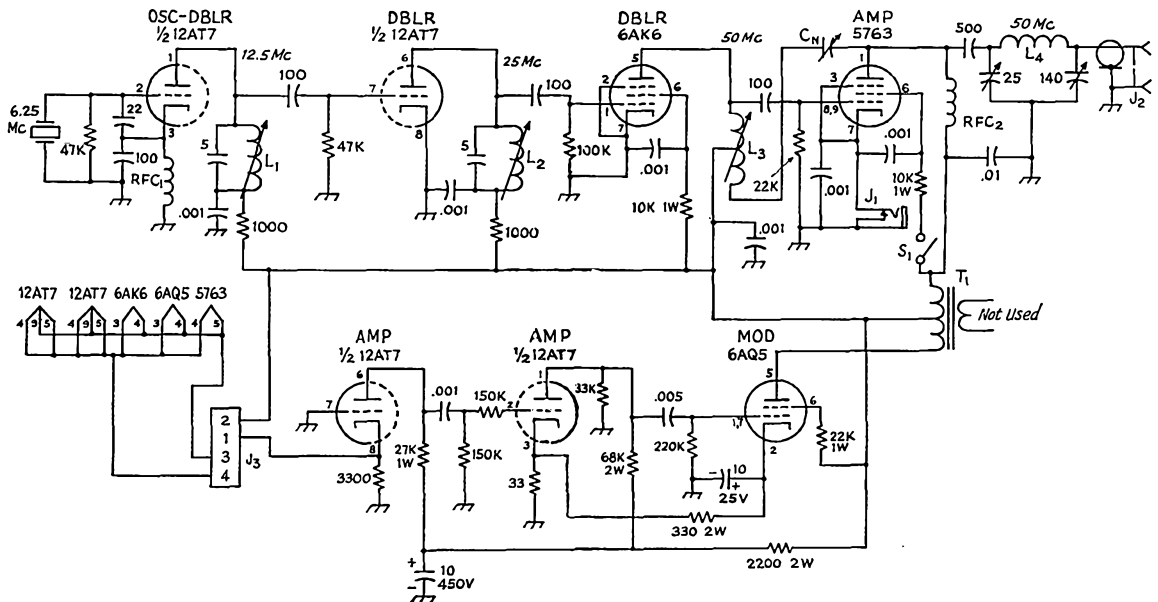 OSC-DBLR
½ 12AT7
DBLR
½ 12AT7
DBLR
6AK6
AMP
5763
12.5 Mc
25 Mc
50 Mc
50 Mc
6.25
MC
47K
22
100
RFC₁
1
2
3
5
.001
L₁
1000
100
47K
6
7
8
.001
5
L₂
1000
100
100K
5
2
6
1
7
.001
10K 1W
L₃
100
.001
22K
C_N
1
3
6
8,9
7
.001
.001
J₁
10K
1W
S₁
RFC₂
500
25
L₄
140
.01
J₂
T₁
Not Used
12AT7 12AT7 6AK6 6AQ5 5763
4 9 5 4 9 5 3 4 3 4 4 5
2
1
3
4
J₃
AMP
½ 12AT7
6
7
8
3300
27K
1W
.001
150K
150K
AMP
½ 12AT7
1
2
3
33
33K
68K
2W
.005
220K
MOD
6AQ5
5
1,7
6
2
22K
1W
- 10
+
25V
330 2W
2200 2W
+ 10
- 450V